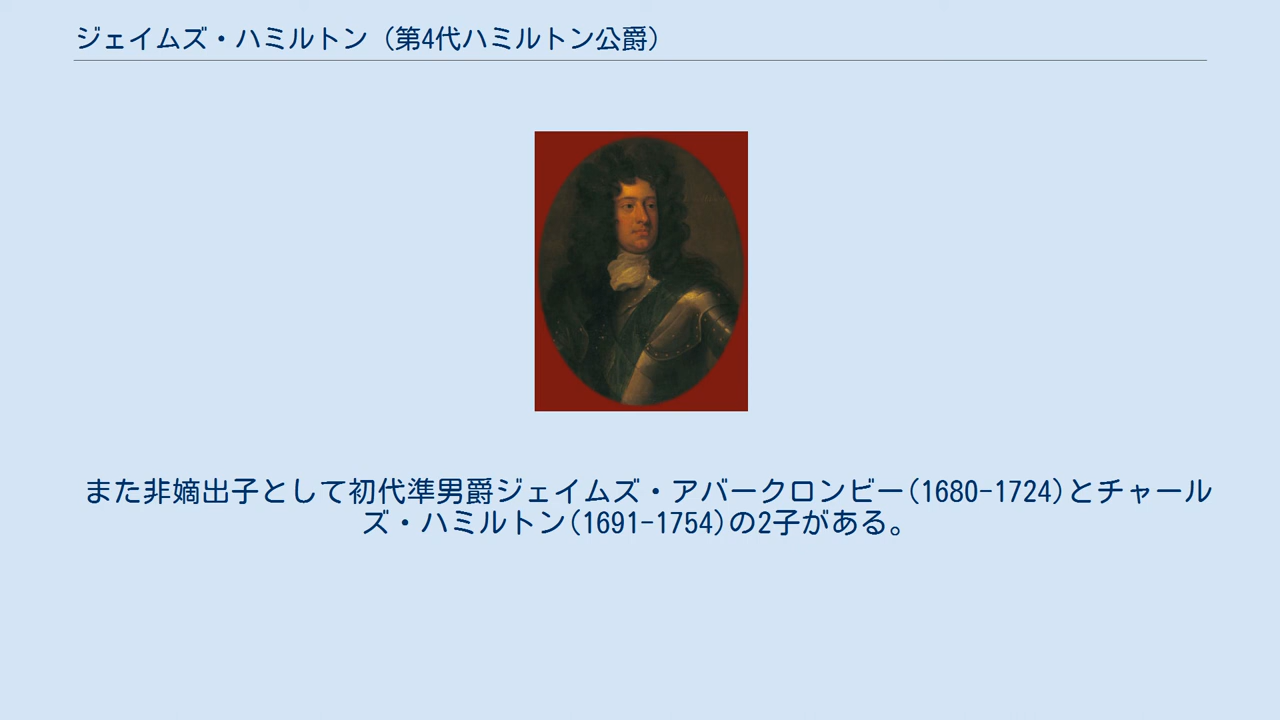 ジェイムズ・ハミルトン（第4代ハミルトン公爵）
また非嫡出子として初代準男爵ジェイムズ・アバークロンビー(1680-1724)とチャール
ズ・ハミルトン(1691-1754)の2子がある。